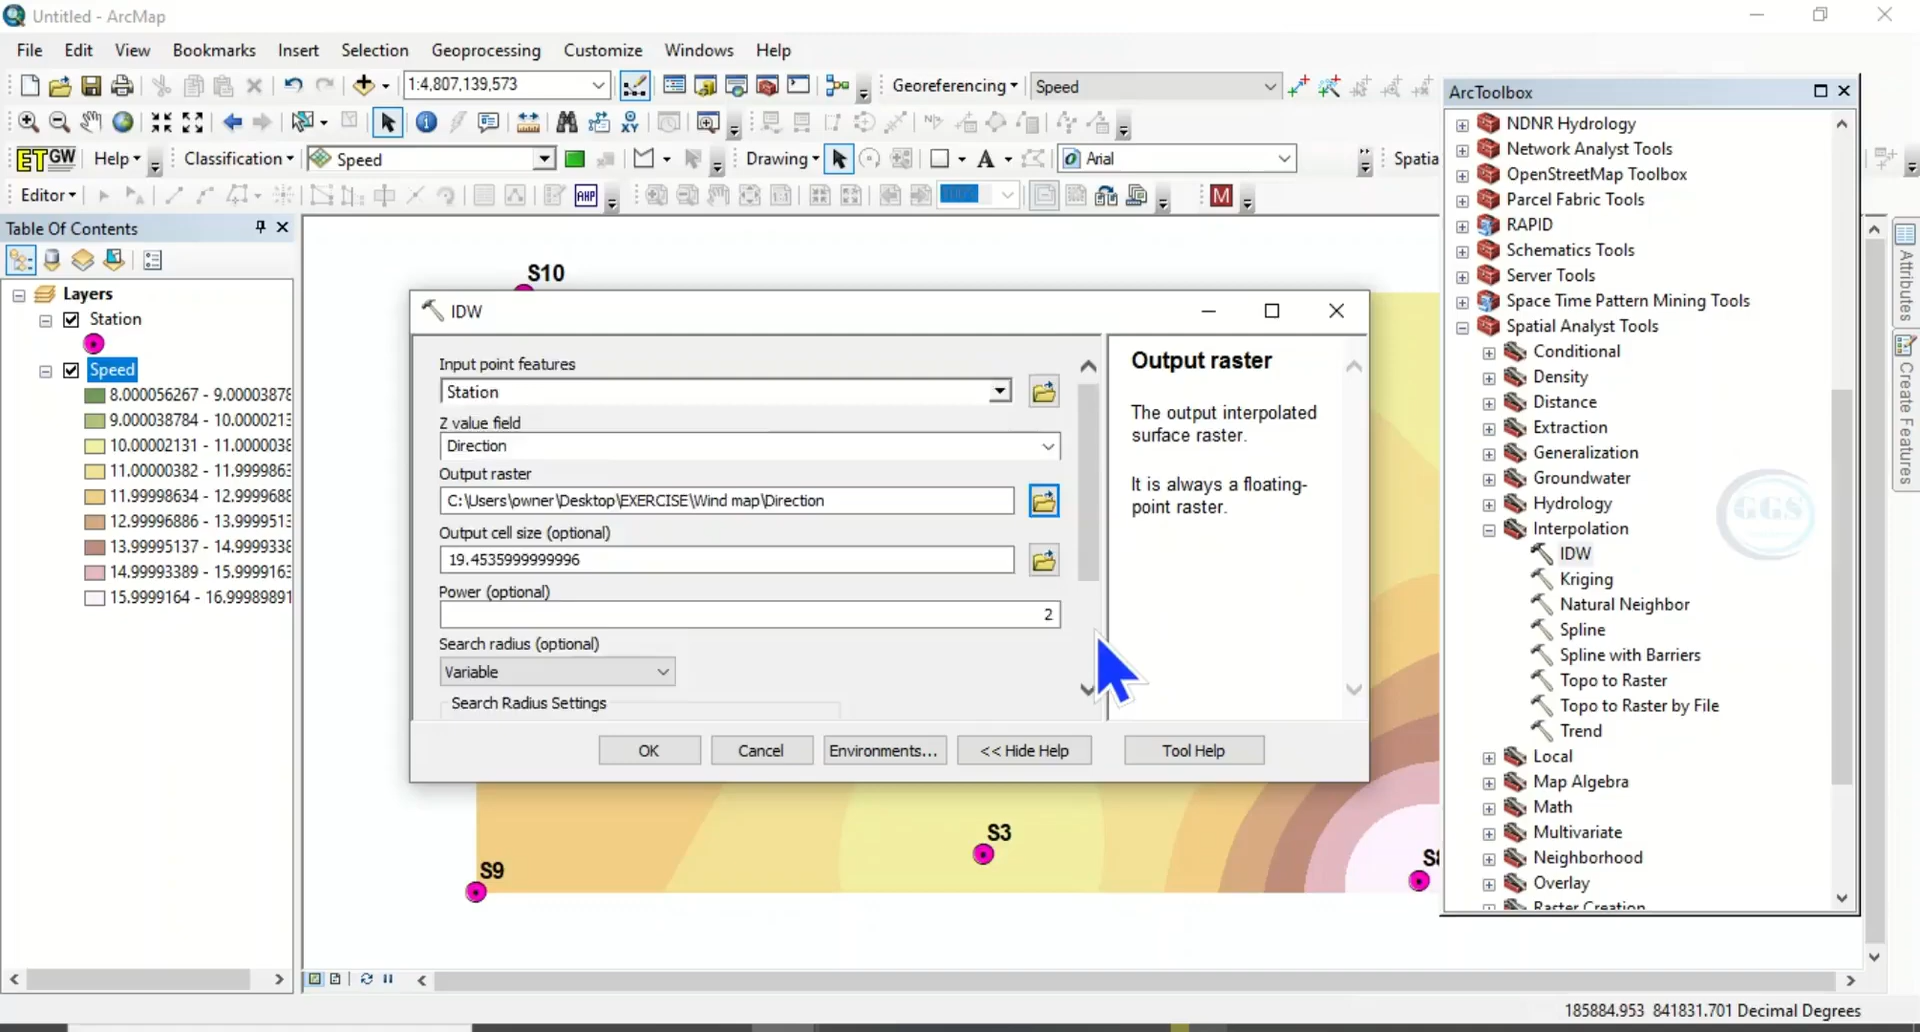 Untitled - ArcMap
File Edit View Bookmarks Insert Selection Geoprocessing Customize Windows Help
1:4,807,139,573 Georeferencing Speed
ET GW Help Classification Speed Drawing A Arial Spatia
Editor AHP M
Table Of Contents
Layers
Station
Speed
8.000056267 - 9.00003878
9.000038784 - 10.0000213
10.00002131 - 11.0000038
11.00000382 - 11.9999863
11.99998634 - 12.9999688
12.99996886 - 13.9999513
13.99995137 - 14.9999338
14.99993389 - 15.9999163
15.9999164 - 16.99989891
S10
IDW
Input point features
Station
Z value field
Direction
Output raster
C:\Users\owner\Desktop\EXERCISE\Wind map\Direction
Output cell size (optional)
19.4535999999996
Power (optional)
2
Search radius (optional)
Variable
Search Radius Settings
OK Cancel Environments... << Hide Help Tool Help
Output raster
The output interpolated
surface raster.
It is always a floating-
point raster.
S3
S9
S8
ArcToolbox
NDNR Hydrology
Network Analyst Tools
OpenStreetMap Toolbox
Parcel Fabric Tools
RAPID
Schematics Tools
Server Tools
Space Time Pattern Mining Tools
Spatial Analyst Tools
Conditional
Density
Distance
Extraction
Generalization
Groundwater
Hydrology
Interpolation
IDW
Kriging
Natural Neighbor
Spline
Spline with Barriers
Topo to Raster
Topo to Raster by File
Trend
Local
Map Algebra
Math
Multivariate
Neighborhood
Overlay
Raster Creation
GGS
Attributes
Create Features
185884.953 841831.701 Decimal Degrees